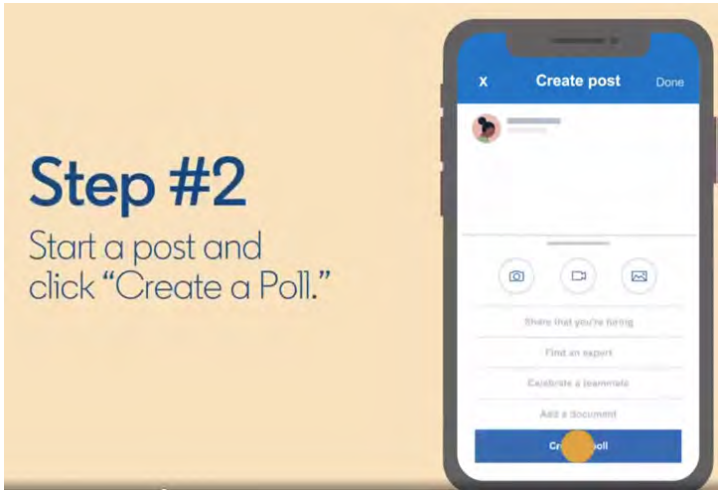 Step #2
Start a post and
click “Create a Poll.”
X Create post Done
Share that you're hiring
Find an expert
Celebrate a teammate
Add a document